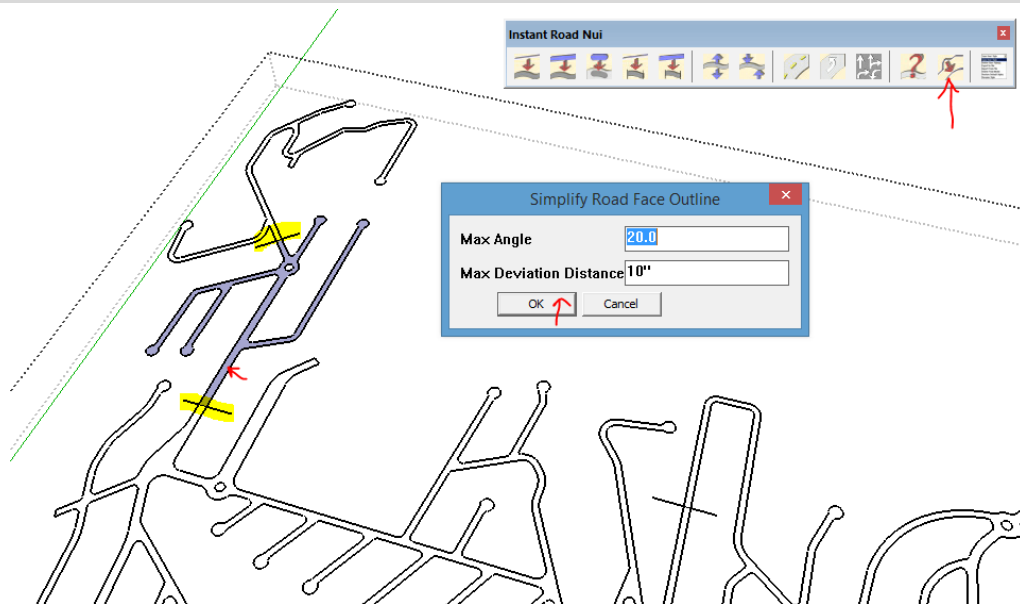 Instant Road Nui
Simplify Road Face Outline
Max Angle 20.0
Max Deviation Distance 10"
OK Cancel